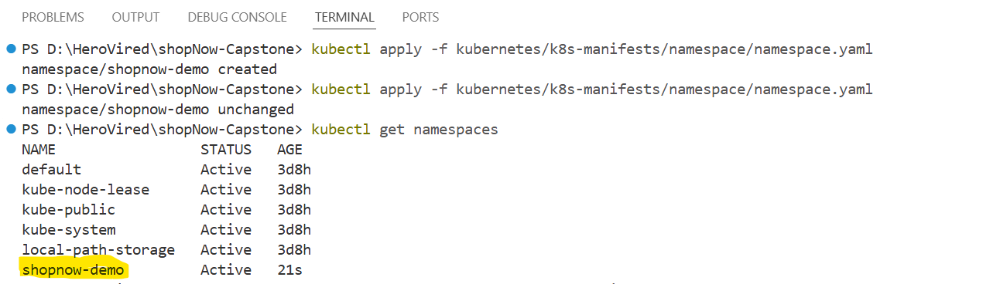 PROBLEMS OUTPUT DEBUG CONSOLE TERMINAL PORTS
PS D:\HeroVired\shopNow-Capstone> kubectl apply -f kubernetes/k8s-manifests/namespace/namespace.yaml
namespace/shopnow-demo created
PS D:\HeroVired\shopNow-Capstone> kubectl apply -f kubernetes/k8s-manifests/namespace/namespace.yaml
namespace/shopnow-demo unchanged
PS D:\HeroVired\shopNow-Capstone> kubectl get namespaces
NAME STATUS AGE
default Active 3d8h
kube-node-lease Active 3d8h
kube-public Active 3d8h
kube-system Active 3d8h
local-path-storage Active 3d8h
shopnow-demo Active 21s